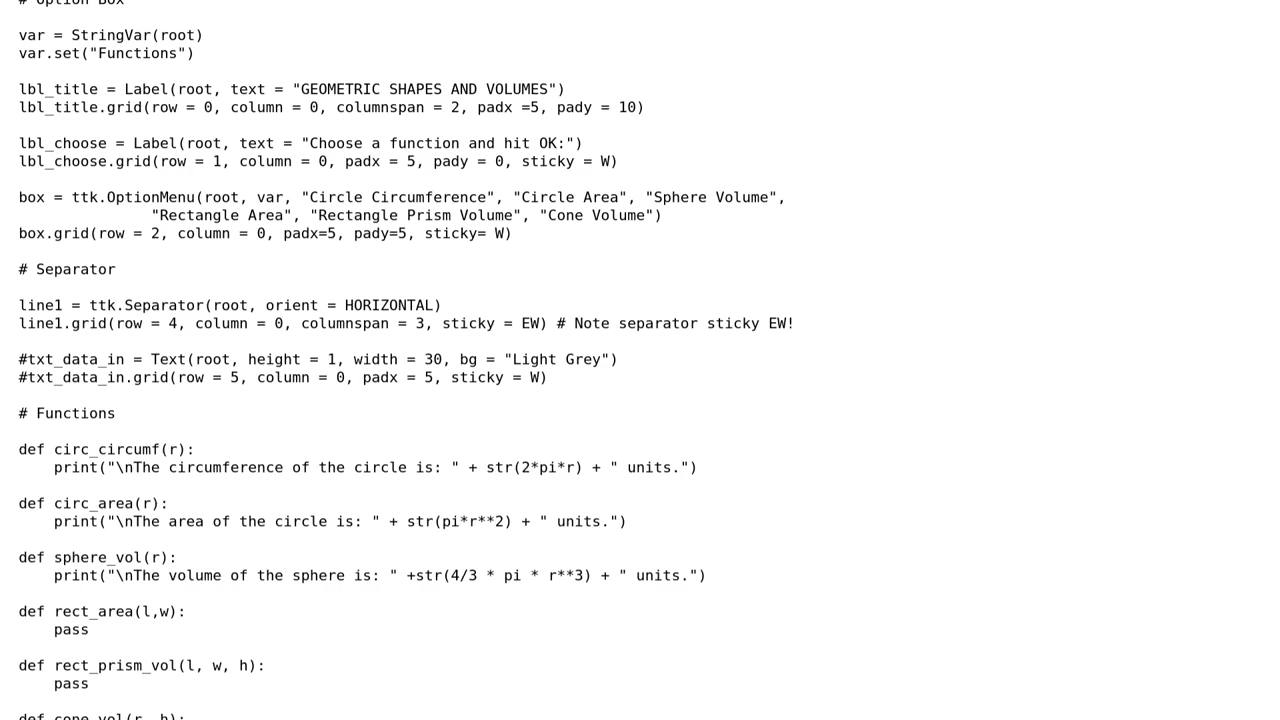 # Option Box
var = StringVar(root)
var.set("Functions")
lbl_title = Label(root, text = "GEOMETRIC SHAPES AND VOLUMES")
lbl_title.grid(row = 0, column = 0, columnspan = 2, padx =5, pady = 10)
lbl_choose = Label(root, text = "Choose a function and hit OK:")
lbl_choose.grid(row = 1, column = 0, padx = 5, pady = 0, sticky = W)
box = ttk.OptionMenu(root, var, "Circle Circumference", "Circle Area", "Sphere Volume",
               "Rectangle Area", "Rectangle Prism Volume", "Cone Volume")
box.grid(row = 2, column = 0, padx=5, pady=5, sticky= W)
# Separator
line1 = ttk.Separator(root, orient = HORIZONTAL)
line1.grid(row = 4, column = 0, columnspan = 3, sticky = EW) # Note separator sticky EW!
#txt_data_in = Text(root, height = 1, width = 30, bg = "Light Grey")
#txt_data_in.grid(row = 5, column = 0, padx = 5, sticky = W)
# Functions
def circ_circumf(r):
    print("\nThe circumference of the circle is: " + str(2*pi*r) + " units.")
def circ_area(r):
    print("\nThe area of the circle is: " + str(pi*r**2) + " units.")
def sphere_vol(r):
    print("\nThe volume of the sphere is: " +str(4/3 * pi * r**3) + " units.")
def rect_area(l,w):
    pass
def rect_prism_vol(l, w, h):
    pass
def cone_vol(r, h):